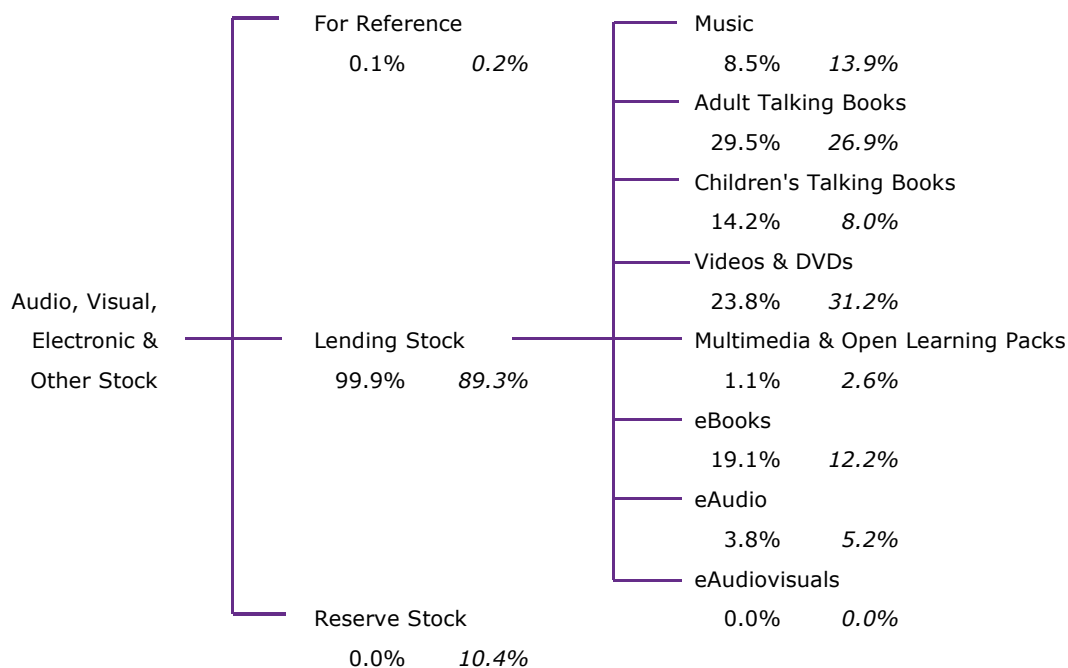 For Reference
0.1% 0.2%
Audio, Visual,
Electronic &
Other Stock
Lending Stock
99.9% 89.3%
Reserve Stock
0.0% 10.4%
Music
8.5% 13.9%
Adult Talking Books
29.5% 26.9%
Children's Talking Books
14.2% 8.0%
Videos & DVDs
23.8% 31.2%
Multimedia & Open Learning Packs
1.1% 2.6%
eBooks
19.1% 12.2%
eAudio
3.8% 5.2%
eAudiovisuals
0.0% 0.0%